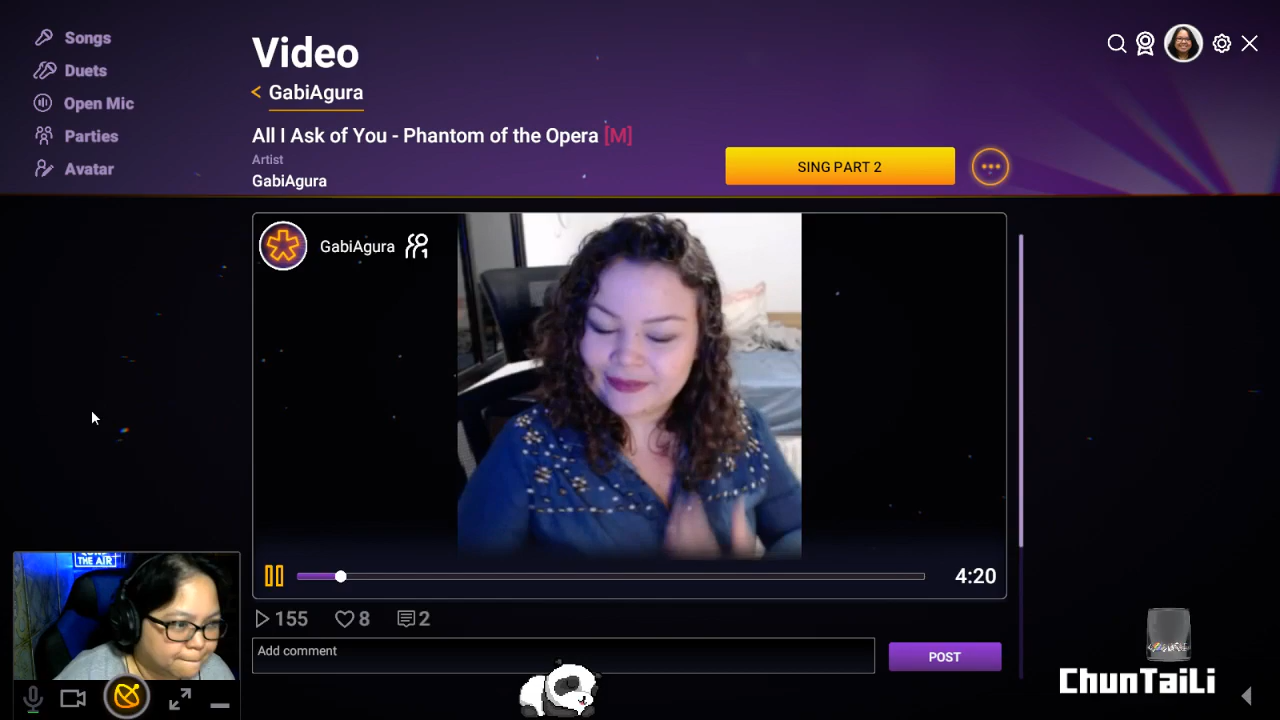 Songs
Duets
Open Mic
Parties
Avatar
Video
< GabiAgura
All I Ask of You - Phantom of the Opera [M]
Artist
GabiAgura
SING PART 2
GabiAgura
4:20
155
8
2
Add comment
POST
THE AIR
ChunTaiLi